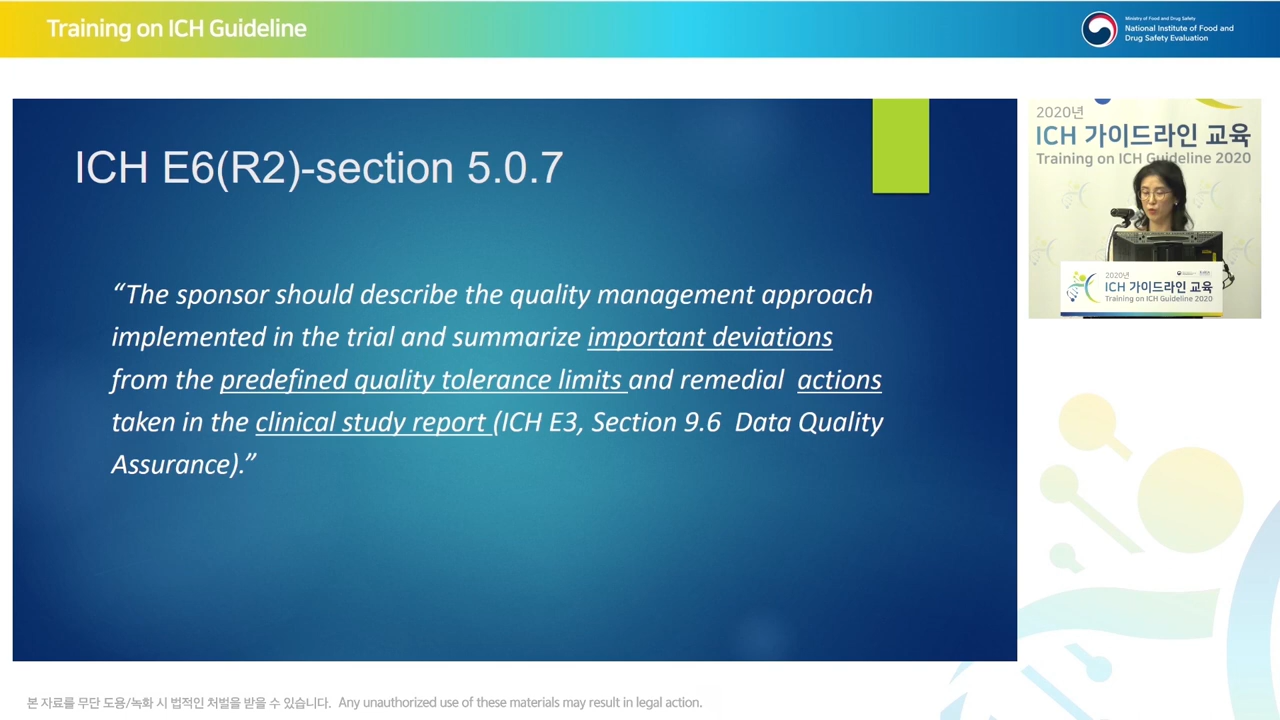 Training on ICH Guideline
Ministry of Food and Drug Safety
National Institute of Food and
Drug Safety Evaluation
ICH E6(R2)-section 5.0.7
“The sponsor should describe the quality management approach
implemented in the trial and summarize important deviations
from the predefined quality tolerance limits and remedial actions
taken in the clinical study report (ICH E3, Section 9.6 Data Quality
Assurance).”
2020년
ICH 가이드라인 교육
Training on ICH Guideline 2020
2020년
ICH 가이드라인 교육
Training on ICH Guideline 2020
본 자료를 무단 도용/녹화 시 법적인 처벌을 받을 수 있습니다. Any unauthorized use of these materials may result in legal action.